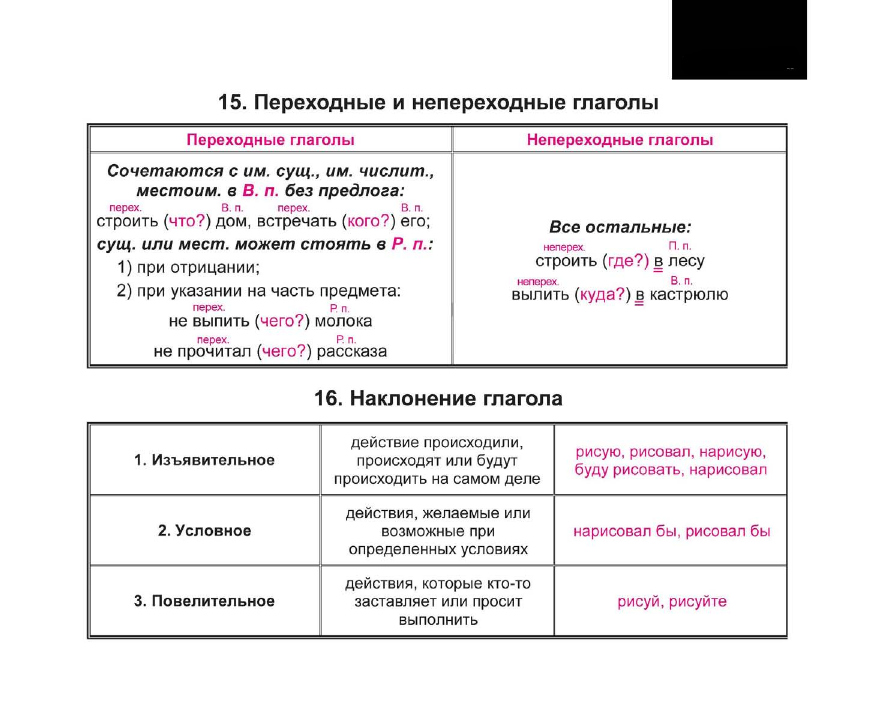 15. Переходные и непереходные глаголы
Переходные глаголы
Сочетаются с им. сущ., им. числит.,
местоим. в В. п. без предлога:
перех. В. п. перех. В. п.
строить (что?) дом, встречать (кого?) его;
сущ. или мест. может стоять в Р. п.:
1) при отрицании;
2) при указании на часть предмета:
перех. Р. п.
не выпить (чего?) молока
перех. Р. п.
не прочитал (чего?) рассказа
Непереходные глаголы
Все остальные:
неперех. П. п.
строить (где?) в лесу
неперех. В. п.
вылить (куда?) в кастрюлю
16. Наклонение глагола
1. Изъявительное
действие происходили,
происходят или будут
происходить на самом деле
рисую, рисовал, нарисую,
буду рисовать, нарисовал
2. Условное
действия, желаемые или
возможные при
определенных условиях
нарисовал бы, рисовал бы
3. Повелительное
действия, которые кто-то
заставляет или просит
выполнить
рисуй, рисуйте